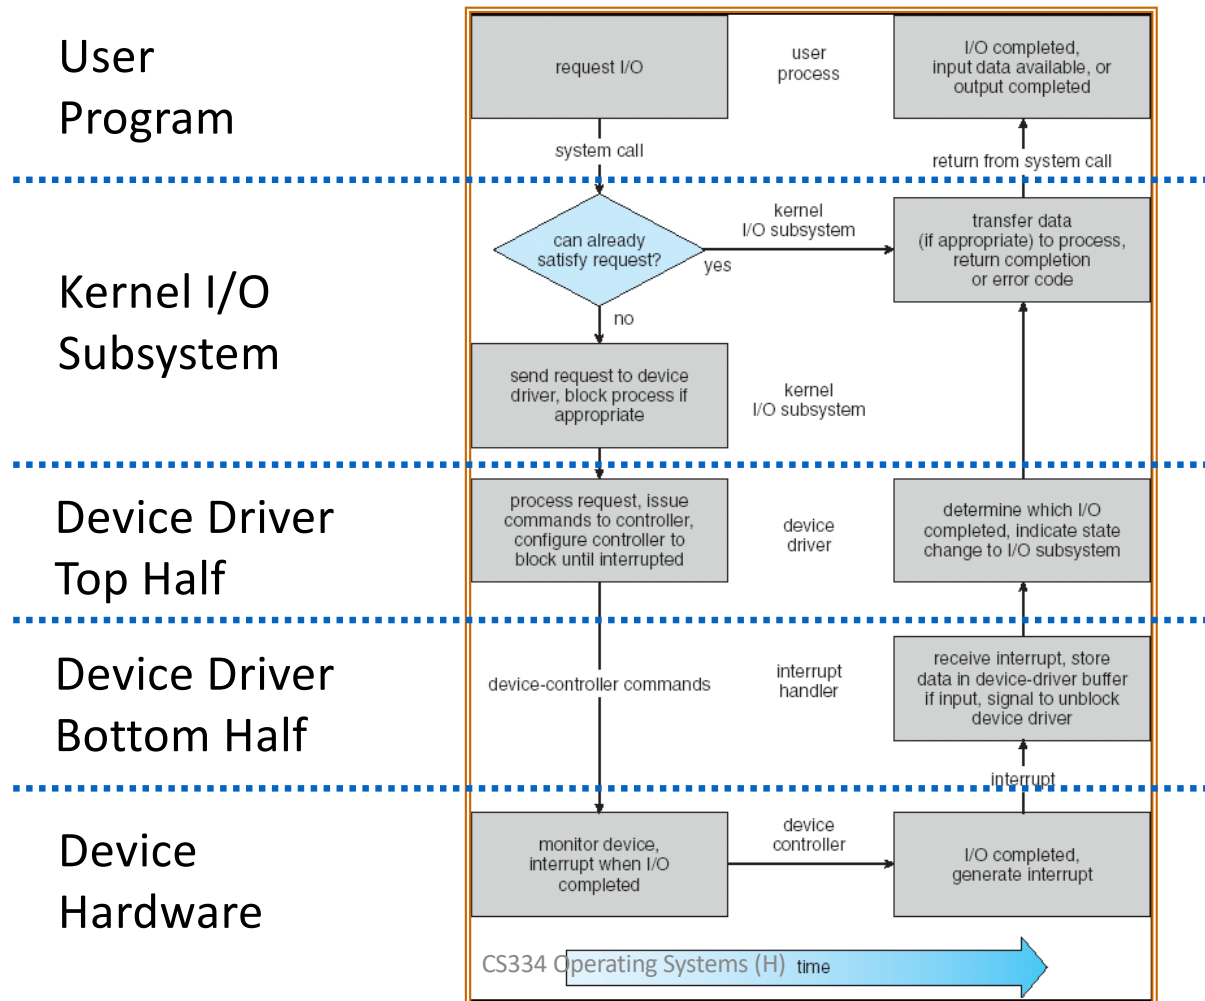 User
Program
request I/O
user
process
I/O completed,
input data available, or
output completed
system call
return from system call
Kernel I/O
Subsystem
can already
satisfy request?
kernel
I/O subsystem
yes
transfer data
(if appropriate) to process,
return completion
or error code
no
send request to device
driver, block process if
appropriate
kernel
I/O subsystem
Device Driver
Top Half
process request, issue
commands to controller,
configure controller to
block until interrupted
device
driver
determine which I/O
completed, indicate state
change to I/O subsystem
Device Driver
Bottom Half
device-controller commands
interrupt
handler
receive interrupt, store
data in device-driver buffer
if input, signal to unblock
device driver
interrupt
Device
Hardware
monitor device,
interrupt when I/O
completed
device
controller
I/O completed,
generate interrupt
CS334 Operating Systems (H)
time